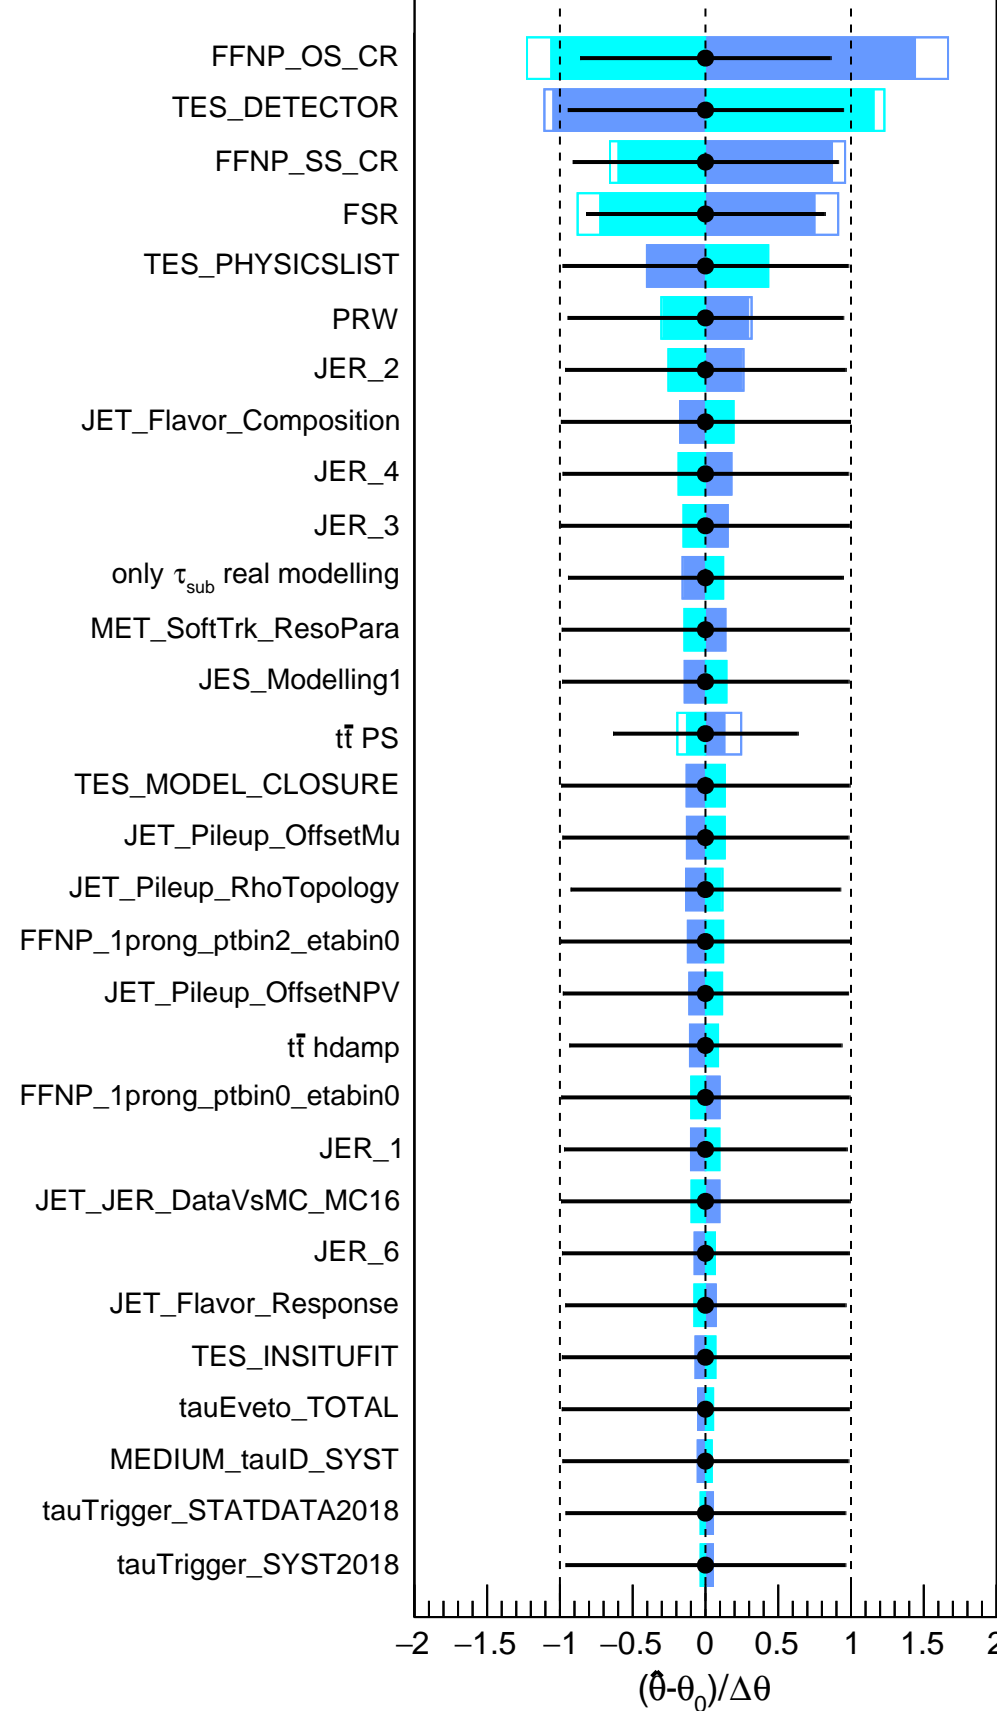 FFNP_OS_CR
TES_DETECTOR
FFNP_SS_CR
FSR
TES_PHYSICSLIST
PRW
JER_2
JET_Flavor_Composition
JER_4
JER_3
only τ_sub real modelling
MET_SoftTrk_ResoPara
JES_Modelling1
tt̄ PS
TES_MODEL_CLOSURE
JET_Pileup_OffsetMu
JET_Pileup_RhoTopology
FFNP_1prong_ptbin2_etabin0
JET_Pileup_OffsetNPV
tt̄ hdamp
FFNP_1prong_ptbin0_etabin0
JER_1
JET_JER_DataVsMC_MC16
JER_6
JET_Flavor_Response
TES_INSITUFIT
tauEveto_TOTAL
MEDIUM_tauID_SYST
tauTrigger_STATDATA2018
tauTrigger_SYST2018
−2 −1.5 −1 −0.5 0 0.5 1 1.5 2
(θ̂-θ₀)/Δθ